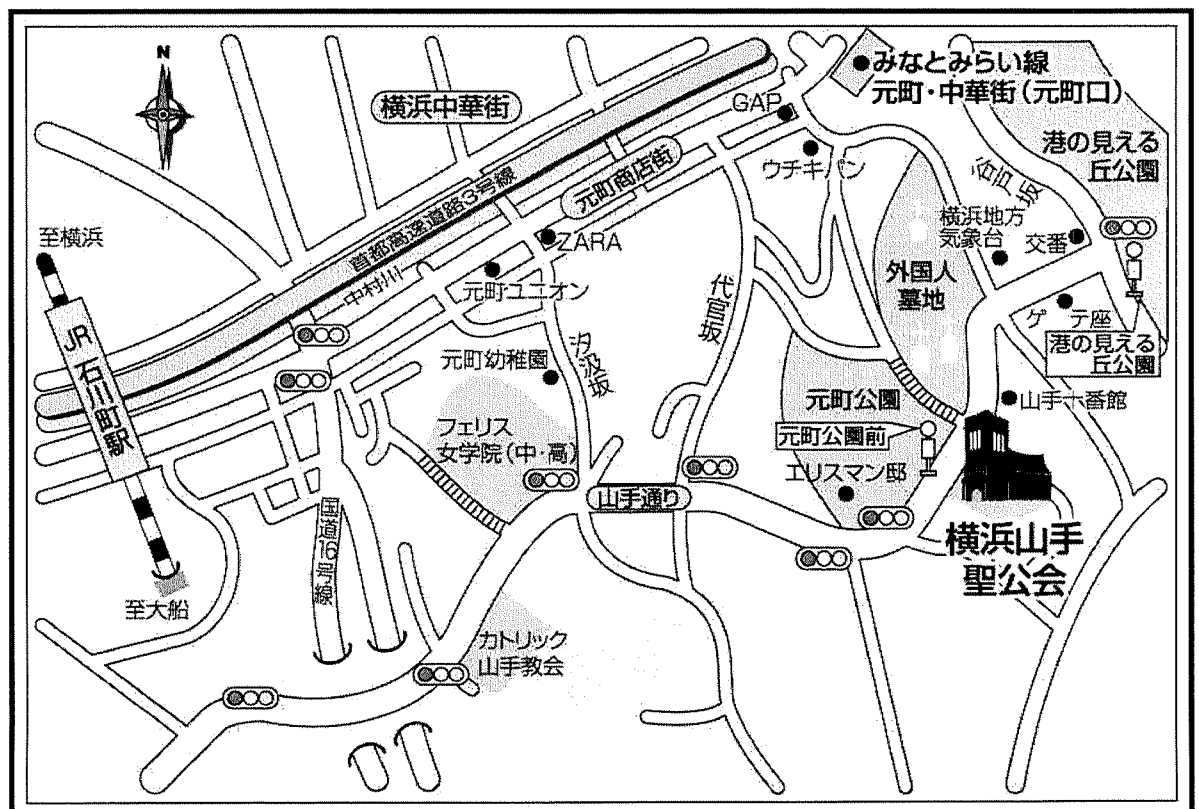 N
みなとみらい線
元町・中華街(元町口)
横浜中華街
GAP
港の見える
丘公園
元町商店街
ウチキパン
谷戸坂
首都高速道路3号線
横浜地方
気象台
交番
至横浜
ZARA
中村川
元町ユニオン
代官坂
外国人
墓地
ゲーテ座
港の見える
丘公園
JR石川町駅
元町幼稚園
汐汲坂
元町公園
山手十番館
フェリス
女学院(中・高)
元町公園前
エリスマン邸
山手通り
国道16号線
横浜山手
聖公会
至大船
カトリック
山手教会